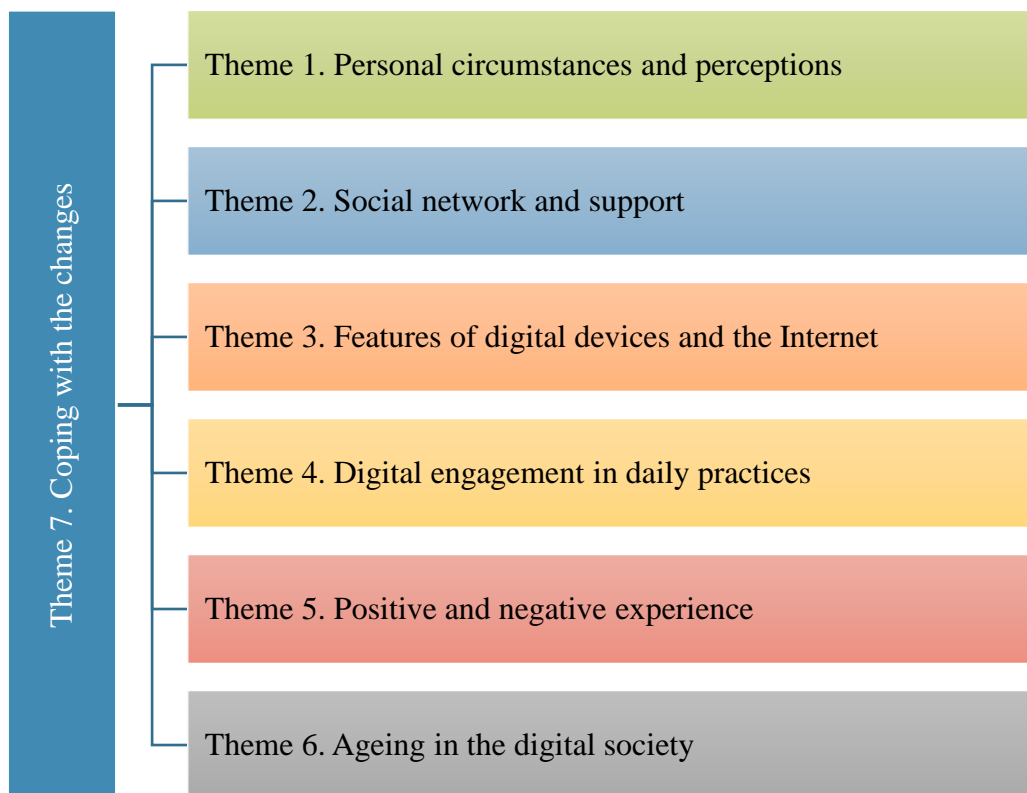 Theme 7. Coping with the changes
Theme 1. Personal circumstances and perceptions
Theme 2. Social network and support
Theme 3. Features of digital devices and the Internet
Theme 4. Digital engagement in daily practices
Theme 5. Positive and negative experience
Theme 6. Ageing in the digital society